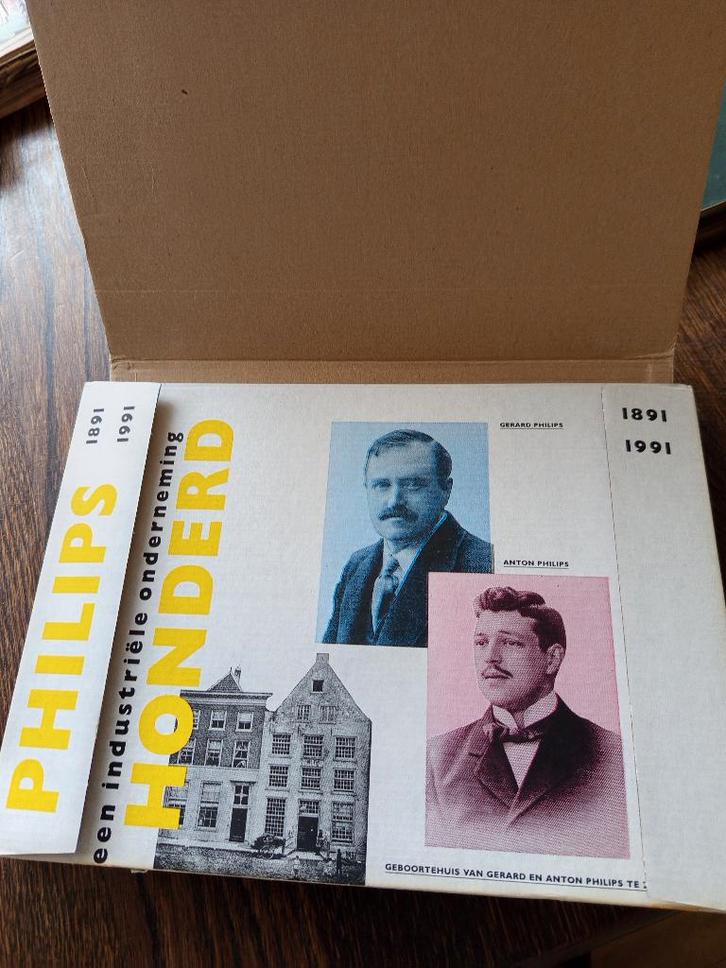 PHILIPS
1891
1991
een industriële onderneming
HONDERD
GERARD PHILIPS
ANTON PHILIPS
GEBOORTEHUIS VAN GERARD EN ANTON PHILIPS TE
1891
1991